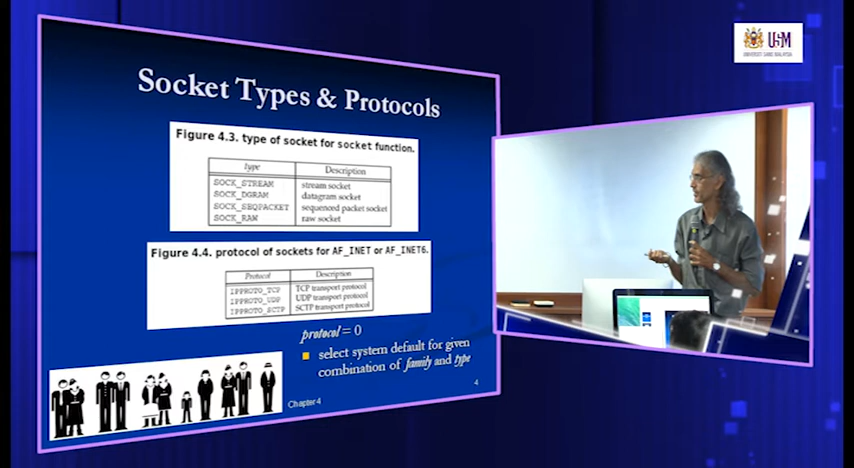 Socket Types & Protocols
Figure 4.3. type of socket for socket function.
type Description
SOCK_STREAM stream socket
SOCK_DGRAM datagram socket
SOCK_SEQPACKET sequenced packet socket
SOCK_RAW raw socket
Figure 4.4. protocol of sockets for AF_INET or AF_INET6.
Protocol Description
IPPROTO_TCP TCP transport protocol
IPPROTO_UDP UDP transport protocol
IPPROTO_SCTP SCTP transport protocol
protocol = 0
select system default for given
combination of family and type
Chapter 4
4
USM
UNIVERSITI SAINS MALAYSIA